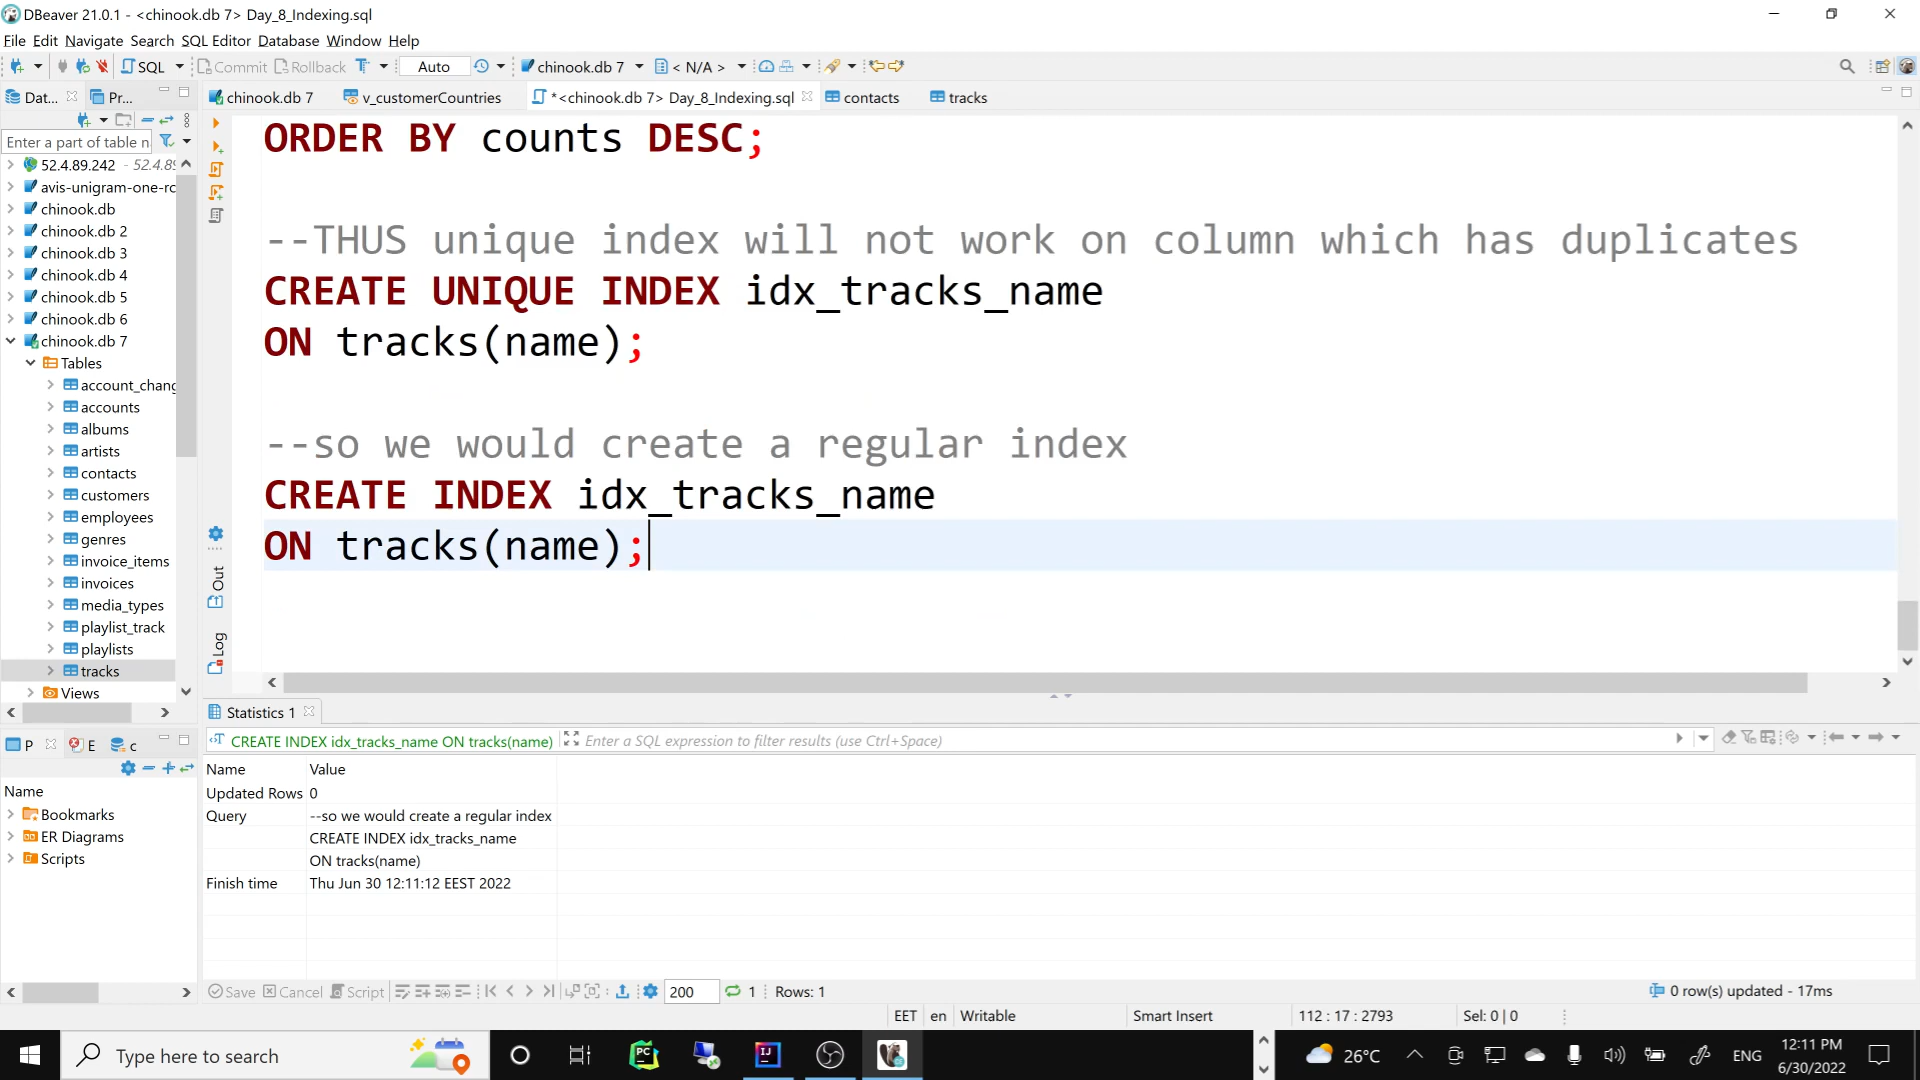 DBeaver 21.0.1 - <chinook.db 7> Day_8_Indexing.sql
File Edit Navigate Search SQL Editor Database Window Help
SQL Commit Rollback Auto chinook.db 7 < N/A >
Dat... Pr... chinook.db 7 v_customerCountries *<chinook.db 7> Day_8_Indexing.sql contacts tracks
Enter a part of table n
52.4.89.242 - 52.4.89
avis-unigram-one-rc
chinook.db
chinook.db 2
chinook.db 3
chinook.db 4
chinook.db 5
chinook.db 6
chinook.db 7
Tables
account_chang
accounts
albums
artists
contacts
customers
employees
genres
invoice_items
invoices
media_types
playlist_track
playlists
tracks
Views
ORDER BY counts DESC;
--THUS unique index will not work on column which has duplicates
CREATE UNIQUE INDEX idx_tracks_name
ON tracks(name);
--so we would create a regular index
CREATE INDEX idx_tracks_name
ON tracks(name);
Out
Log
P E c
Name
Bookmarks
ER Diagrams
Scripts
Statistics 1
CREATE INDEX idx_tracks_name ON tracks(name) Enter a SQL expression to filter results (use Ctrl+Space)
Name Value
Updated Rows 0
Query --so we would create a regular index
CREATE INDEX idx_tracks_name
ON tracks(name)
Finish time Thu Jun 30 12:11:12 EEST 2022
Save Cancel Script 200 1 Rows: 1 0 row(s) updated - 17ms
EET en Writable Smart Insert 112 : 17 : 2793 Sel: 0 | 0
Type here to search 26°C ENG 12:11 PM
6/30/2022